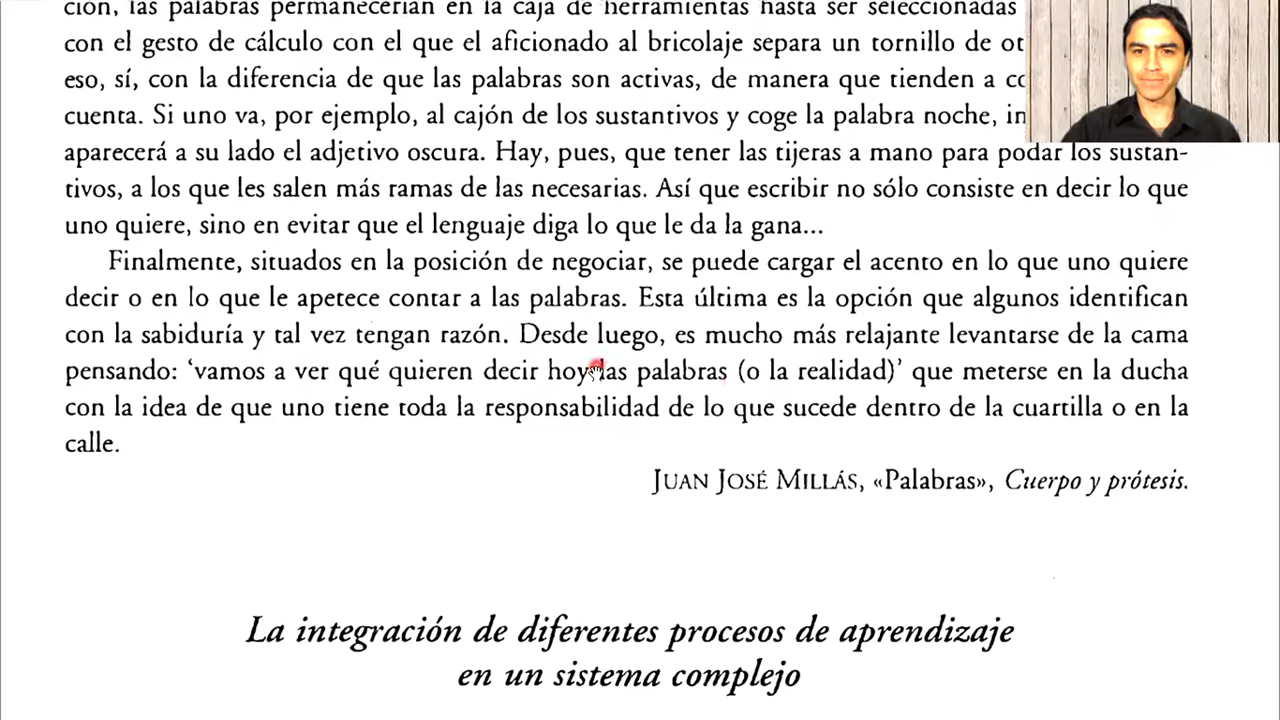 ción, las palabras permanecerían en la caja de herramientas hasta ser seleccionadas
con el gesto de cálculo con el que el aficionado al bricolaje separa un tornillo de
eso, sí, con la diferencia de que las palabras son activas, de manera que tienden a
cuenta. Si uno va, por ejemplo, al cajón de los sustantivos y coge la palabra noche,
aparecerá a su lado el adjetivo oscura. Hay, pues, que tener las tijeras a mano para podar los sustan-
tivos, a los que les salen más ramas de las necesarias. Así que escribir no sólo consiste en decir lo que
uno quiere, sino en evitar que el lenguaje diga lo que le da la gana...
Finalmente, situados en la posición de negociar, se puede cargar el acento en lo que uno quiere
decir o en lo que le apetece contar a las palabras. Esta última es la opción que algunos identifican
con la sabiduría y tal vez tengan razón. Desde luego, es mucho más relajante levantarse de la cama
pensando: ‘vamos a ver qué quieren decir hoy las palabras (o la realidad)’ que meterse en la ducha
con la idea de que uno tiene toda la responsabilidad de lo que sucede dentro de la cuartilla o en la
calle.
JUAN JOSÉ MILLÁS, «Palabras», Cuerpo y prótesis.
La integración de diferentes procesos de aprendizaje
en un sistema complejo